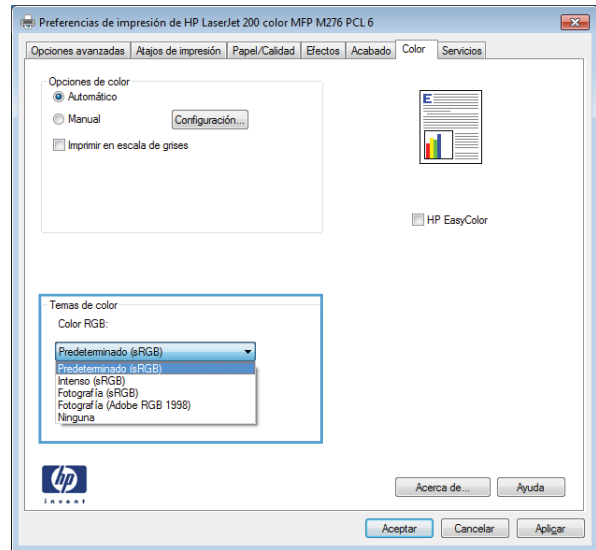 Preferencias de impresión de HP LaserJet 200 color MFP M276 PCL 6
Opciones avanzadas Atajos de impresión Papel/Calidad Efectos Acabado Color Servicios
Opciones de color
Automático
Manual Configuración...
Imprimir en escala de grises
E
HP EasyColor
Temas de color
Color RGB:
Predeterminado (sRGB)
Predeterminado (sRGB)
Intenso (sRGB)
Fotografía (sRGB)
Fotografía (Adobe RGB 1998)
Ninguna
hp
invent
Acerca de... Ayuda
Aceptar Cancelar Aplicar